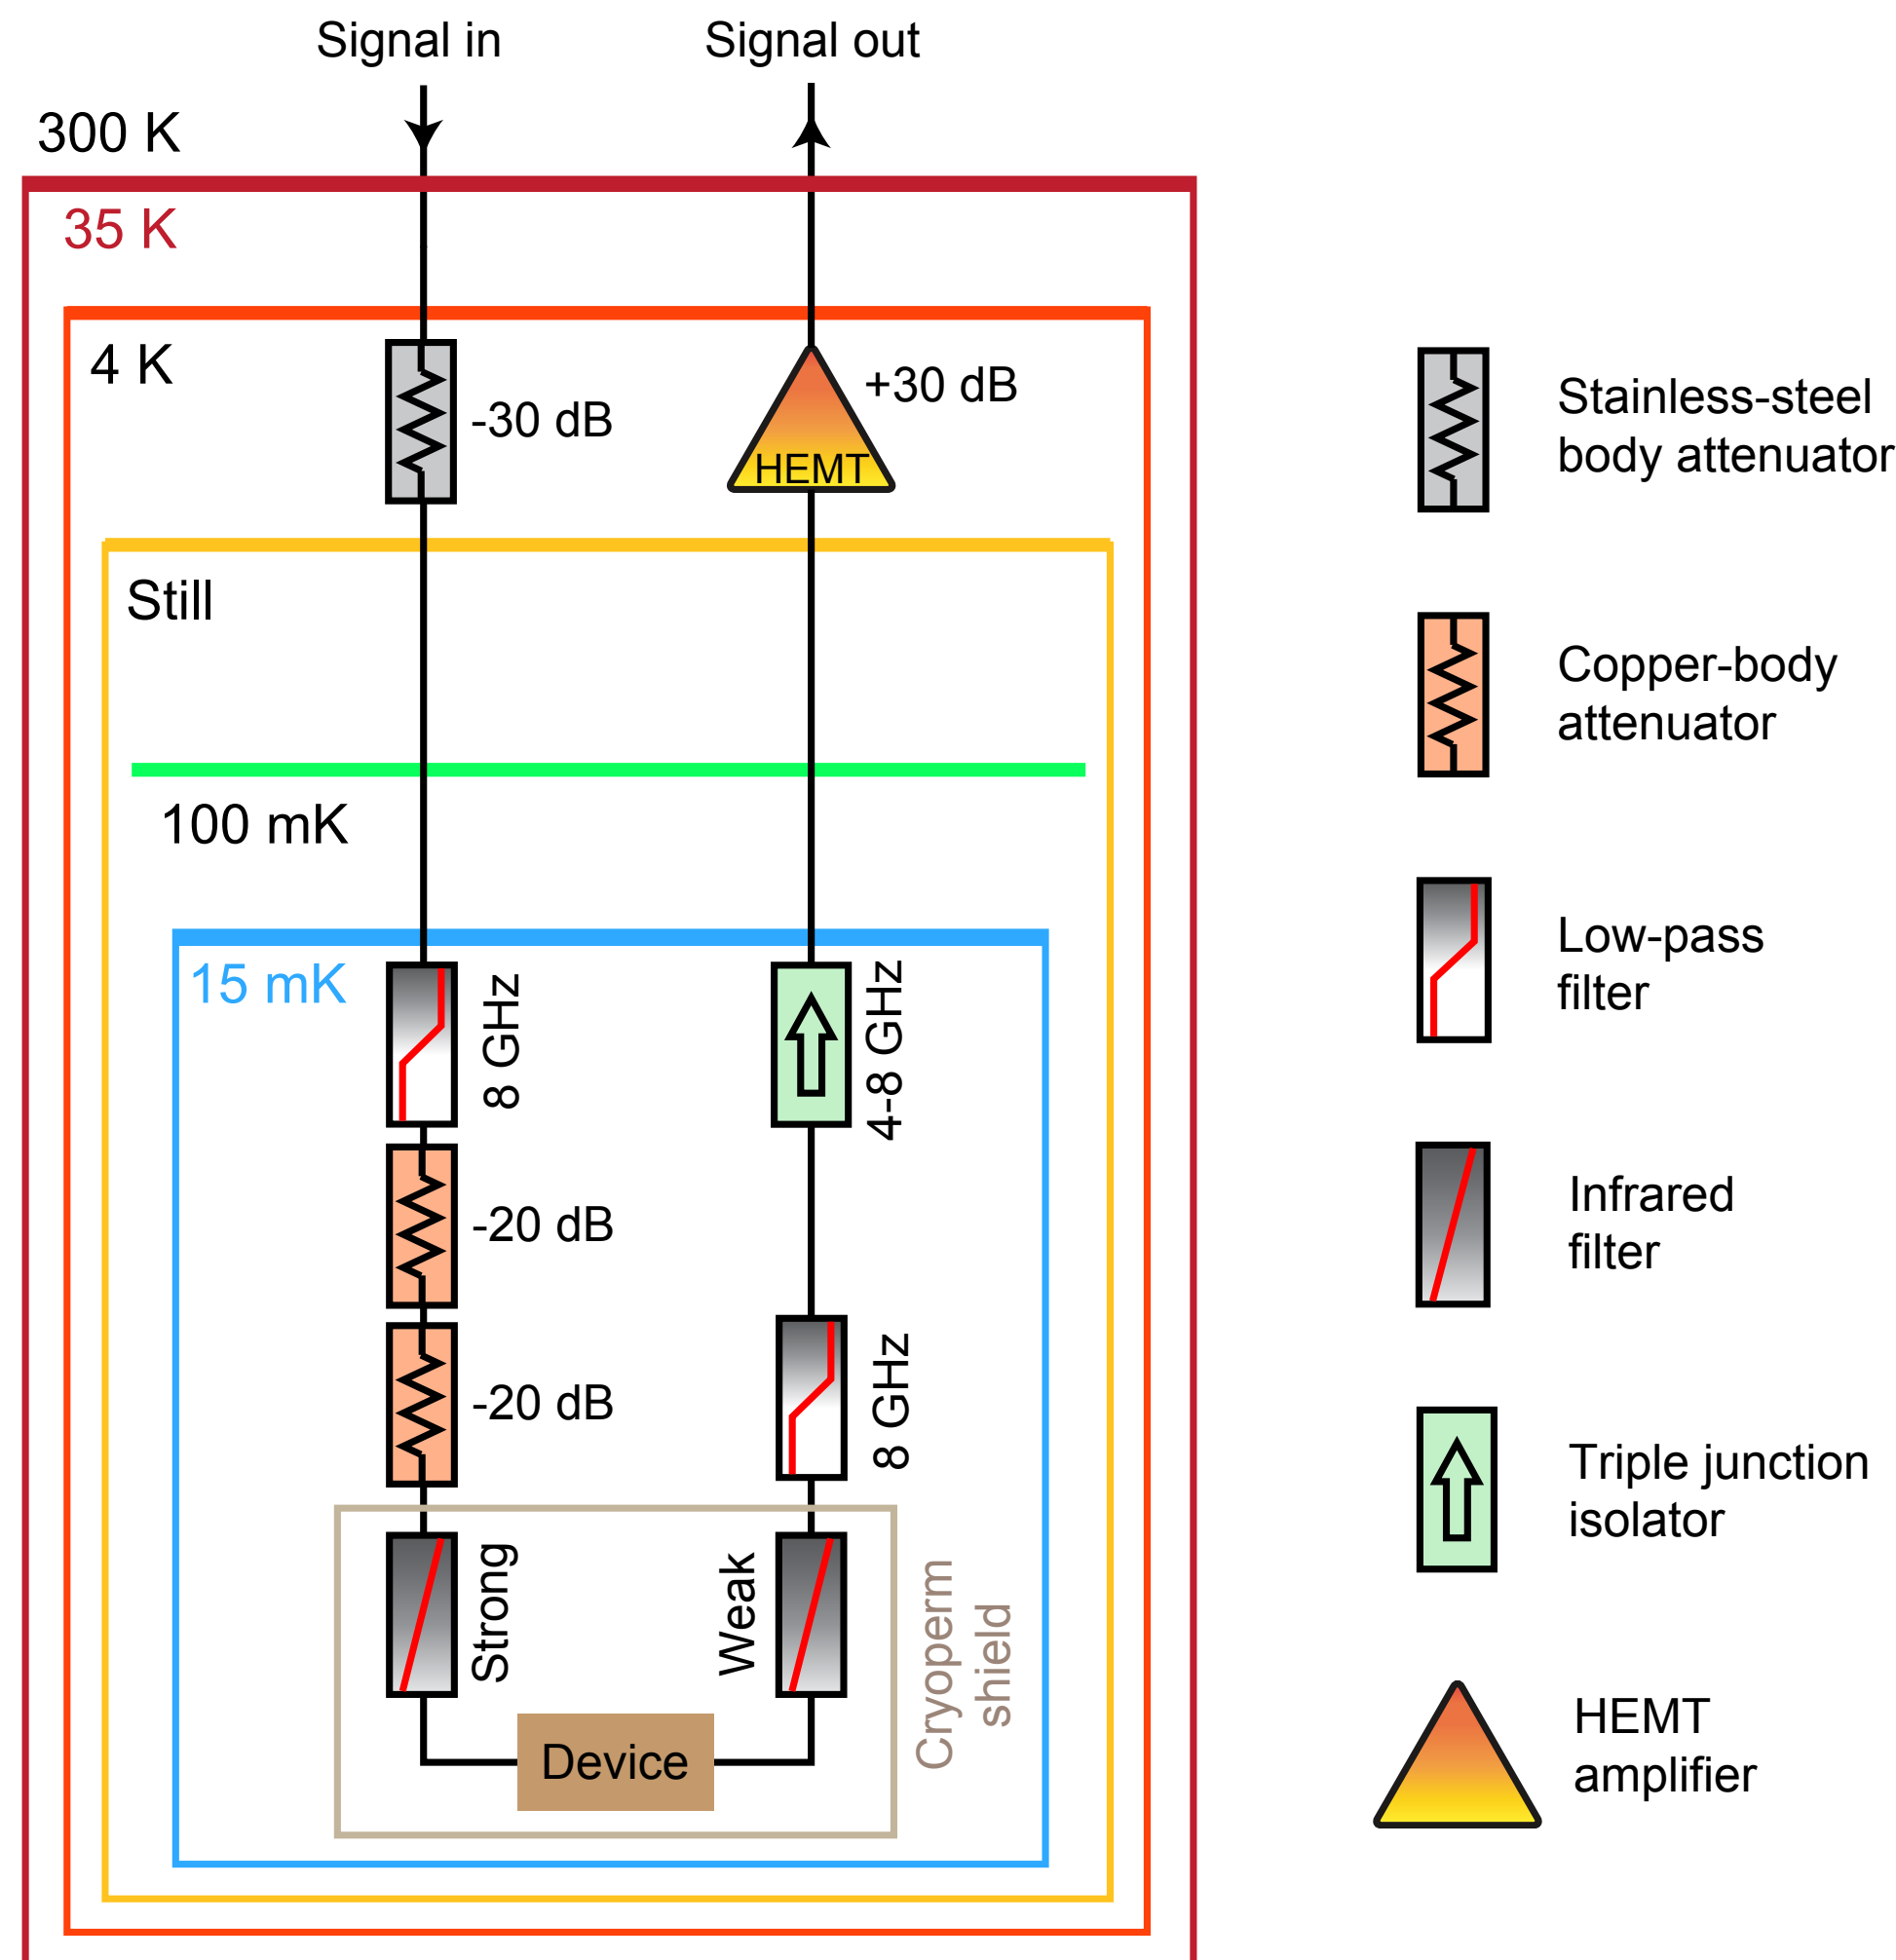 Signal in
Signal out
300 K
35 K
4 K
-30 dB
+30 dB
HEMT
Still
100 mK
15 mK
8 GHz
4-8 GHz
-20 dB
-20 dB
8 GHz
Strong
Weak
Cryoperm
shield
Device
Stainless-steel
body attenuator
Copper-body
attenuator
Low-pass
filter
Infrared
filter
Triple junction
isolator
HEMT
amplifier